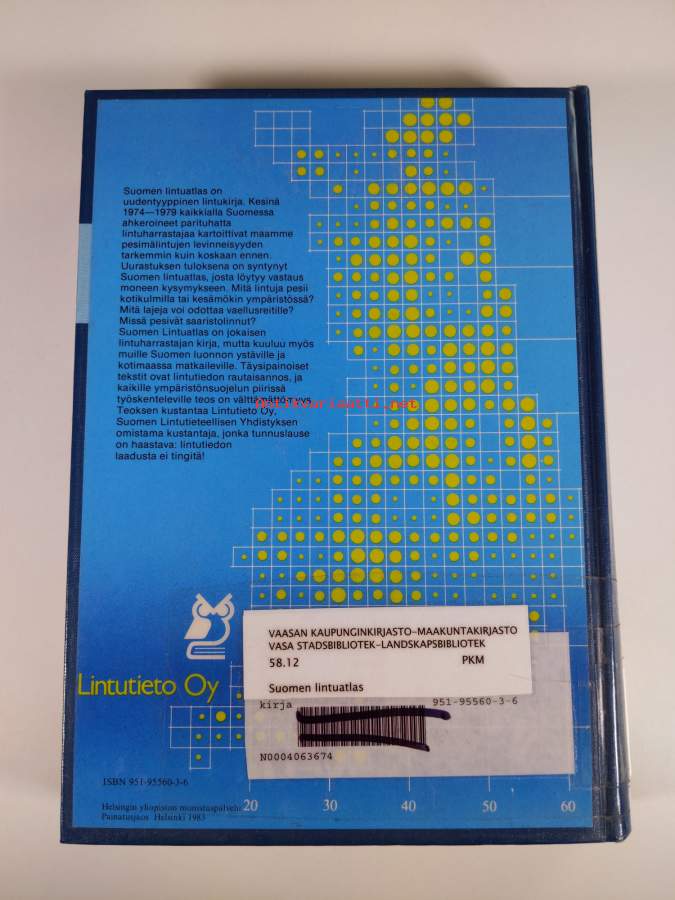 Suomen lintuatlas on
uudentyyppinen lintukirja. Kesinä
1974—1979 kaikkialla Suomessa
ahkeroineet parituhatta
lintuharrastajaa kartoittivat maamme
pesimälintujen levinneisyyden
tarkemmin kuin koskaan ennen.
Uurastuksen tuloksena on syntynyt
Suomen lintuatlas, josta löytyy vastaus
moneen kysymykseen. Mitä lintuja pesii
kotikulmilla tai kesämökin ympäristössä?
Mitä lajeja voi odottaa vaellusreitille?
Missä pesivät saaristolinnut?
Suomen Lintuatlas on jokaisen
lintuharrastajan kirja, mutta kuuluu myös
muille Suomen luonnon ystäville ja
kotimaassa matkaileville. Täysipainoiset
tekstit ovat lintutiedon rautaisannos, ja
kaikille ympäristönsuojelun piirissä
työskenteleville teos on välttämättömyys.
Teoksen kustantaa Lintutieto Oy,
Suomen Lintutieteellisen Yhdistyksen
omistama kustantaja, jonka tunnuslause
on haastava: lintutiedon
laadusta ei tingitä!
Antikvariaatti.net
VAASAN KAUPUNGINKIRJASTO-MAAKUNTAKIRJASTO
VASA STADSBIBLIOTEK-LANDSKAPSBIBLIOTEK
58.12 PKM
Suomen lintuatlas
kirja 951-95560-3-6
N0004063674
Lintutieto Oy
ISBN 951-95560-3-6
Helsingin yliopiston monistuspalvelu
Painatusjaos Helsinki 1983
20 30 40 50 60